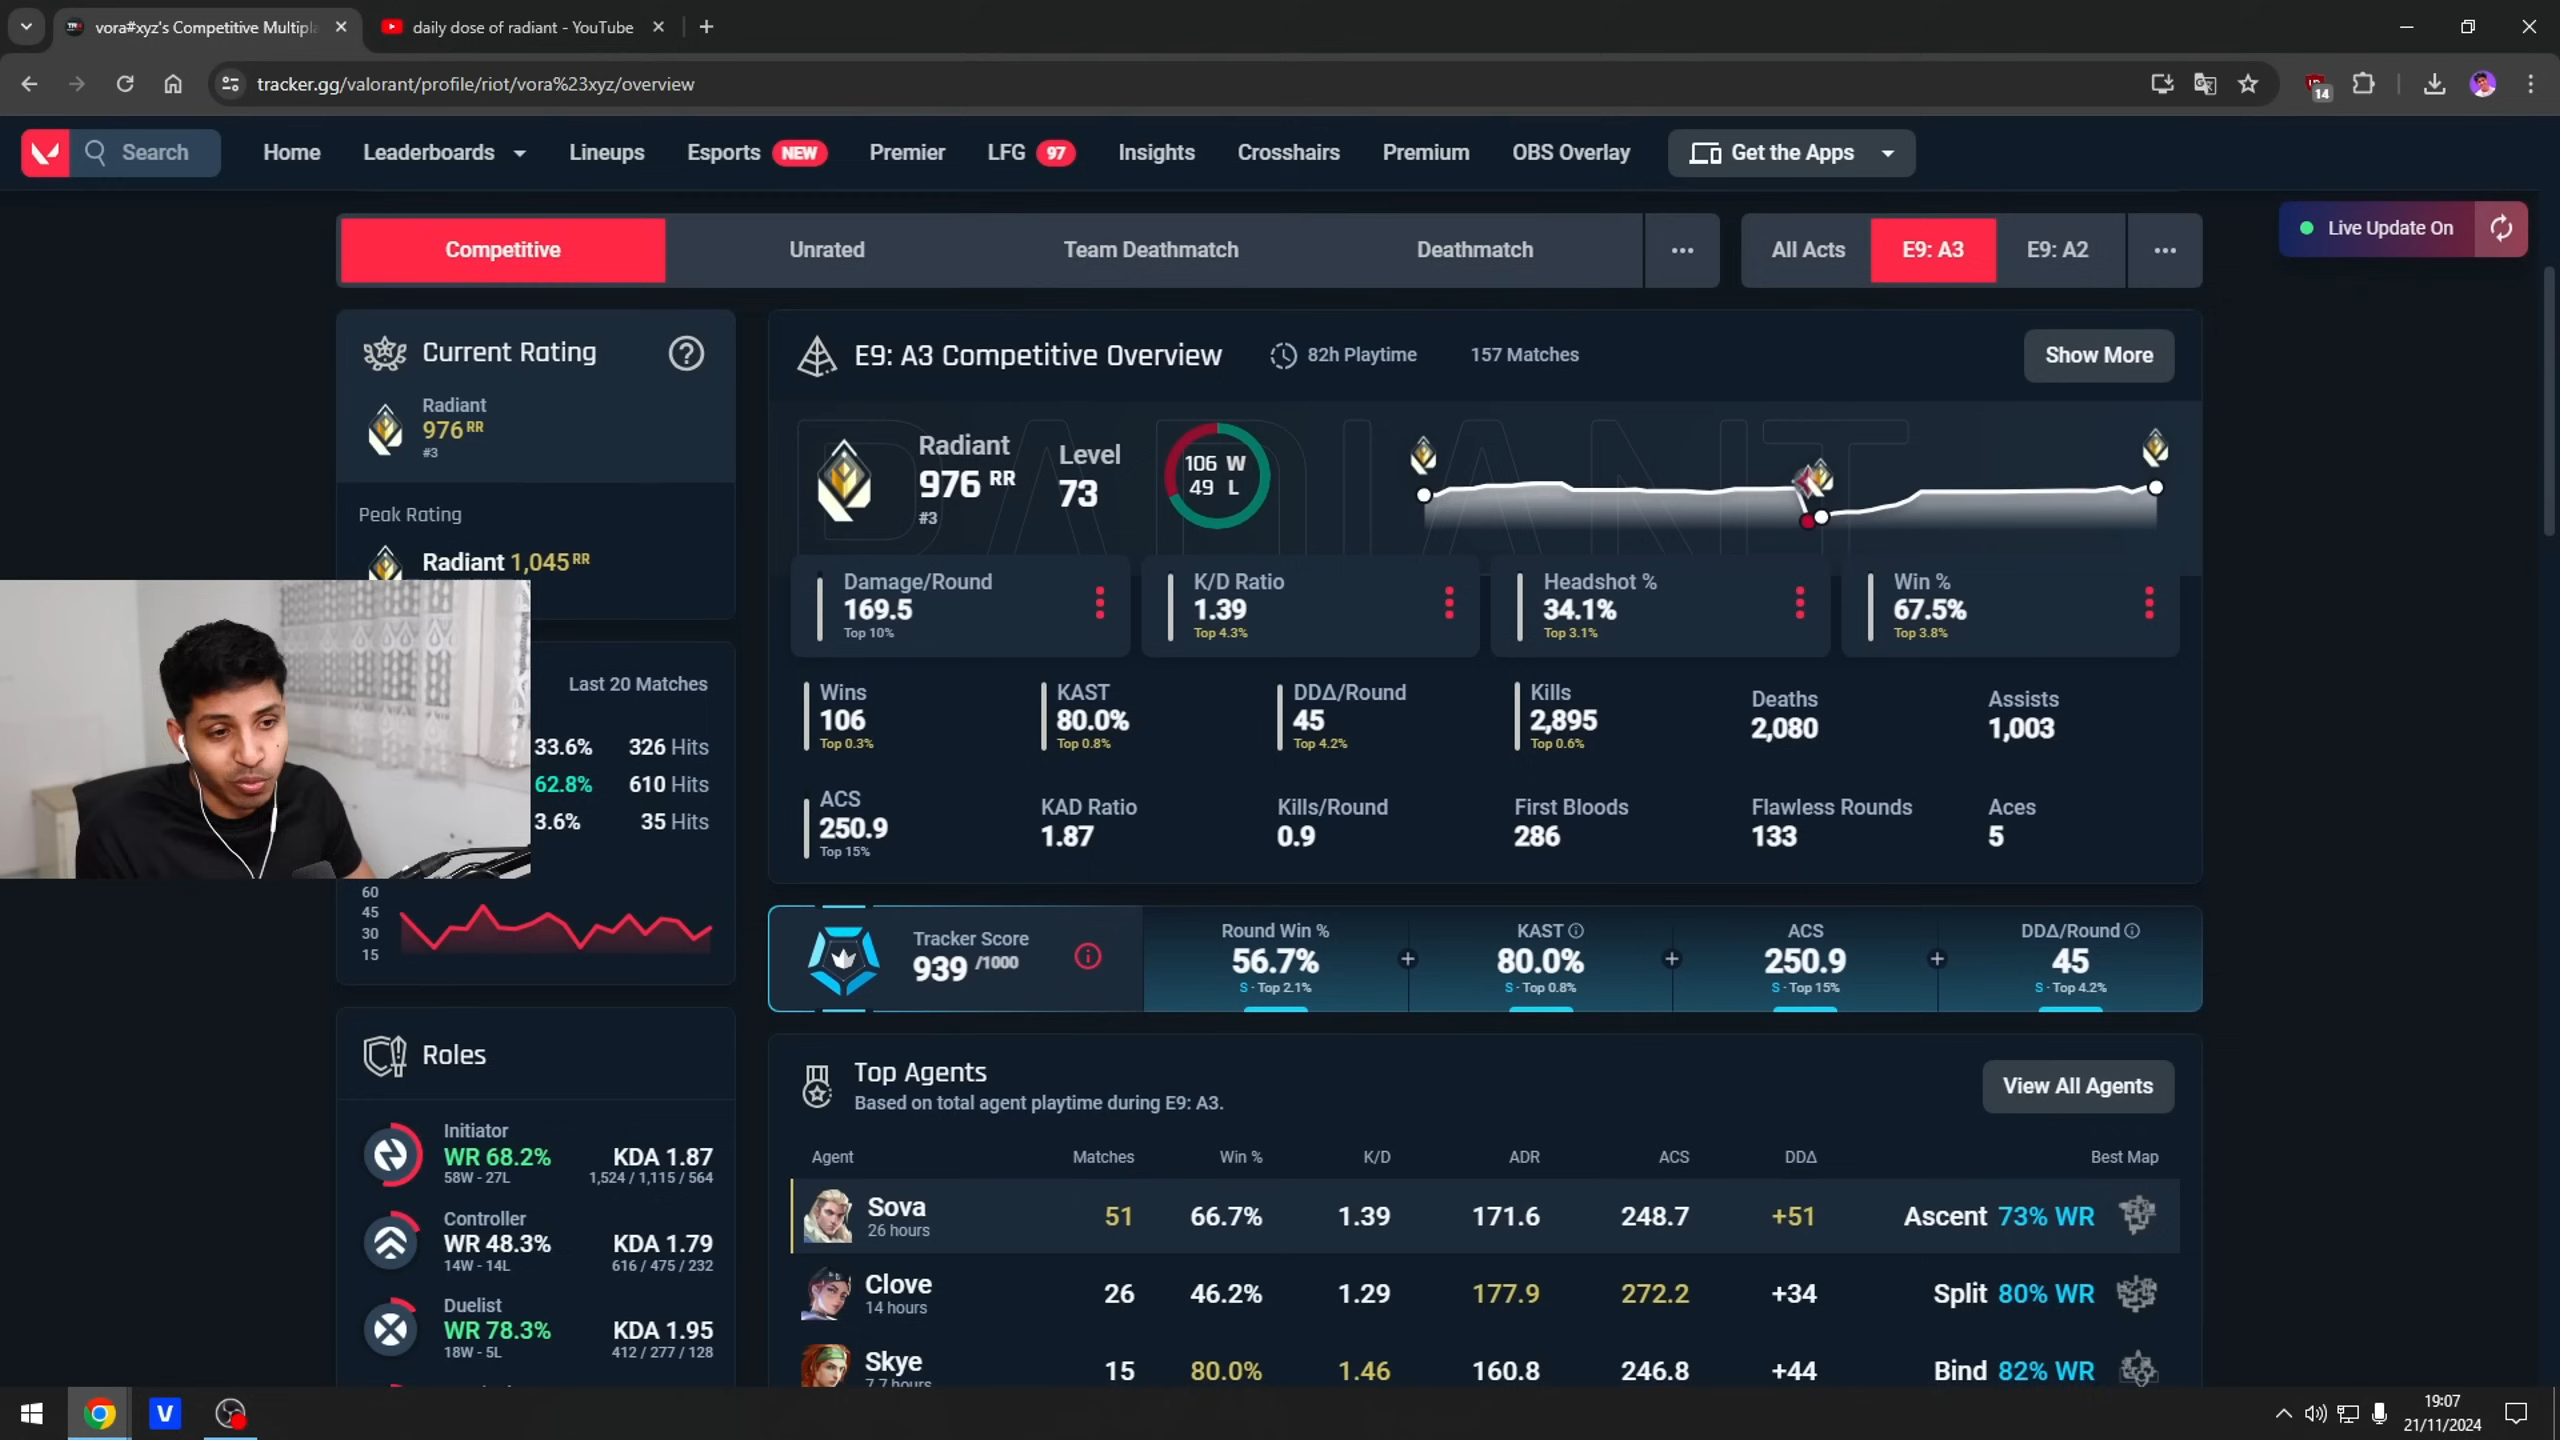 vora#xyz's Competitive Multipla
daily dose of radiant - YouTube
tracker.gg/valorant/profile/riot/vora%23xyz/overview
14
Search
Home
Leaderboards
Lineups
Esports NEW
Premier
LFG 97
Insights
Crosshairs
Premium
OBS Overlay
Get the Apps
Competitive
Unrated
Team Deathmatch
Deathmatch
All Acts
E9: A3
E9: A2
Live Update On
Current Rating
Radiant
976 RR
#3
Peak Rating
Radiant 1,045 RR
Last 20 Matches
33.6% 326 Hits
62.8% 610 Hits
3.6% 35 Hits
60
45
30
15
Roles
Initiator
WR 68.2% KDA 1.87
58W - 27L 1,524 / 1,115 / 564
Controller
WR 48.3% KDA 1.79
14W - 14L 616 / 475 / 232
Duelist
WR 78.3% KDA 1.95
18W - 5L 412 / 277 / 128
E9: A3 Competitive Overview
82h Playtime
157 Matches
Show More
RADIANT
Radiant
976 RR
#3
Level
73
106 W
49 L
Damage/Round
169.5
Top 10%
K/D Ratio
1.39
Top 4.3%
Headshot %
34.1%
Top 3.1%
Win %
67.5%
Top 3.8%
Wins
106
Top 0.3%
KAST
80.0%
Top 0.8%
DDΔ/Round
45
Top 4.2%
Kills
2,895
Top 0.6%
Deaths
2,080
Assists
1,003
ACS
250.9
Top 15%
KAD Ratio
1.87
Kills/Round
0.9
First Bloods
286
Flawless Rounds
133
Aces
5
Tracker Score
939 /1000
Round Win %
56.7%
S - Top 2.1%
KAST
80.0%
S - Top 0.8%
ACS
250.9
S - Top 15%
DDΔ/Round
45
S - Top 4.2%
Top Agents
Based on total agent playtime during E9: A3.
View All Agents
Agent Matches Win % K/D ADR ACS DDΔ Best Map
Sova 51 66.7% 1.39 171.6 248.7 +51 Ascent 73% WR
26 hours
Clove 26 46.2% 1.29 177.9 272.2 +34 Split 80% WR
14 hours
Skye 15 80.0% 1.46 160.8 246.8 +44 Bind 82% WR
7.7 hours
V
19:07
21/11/2024